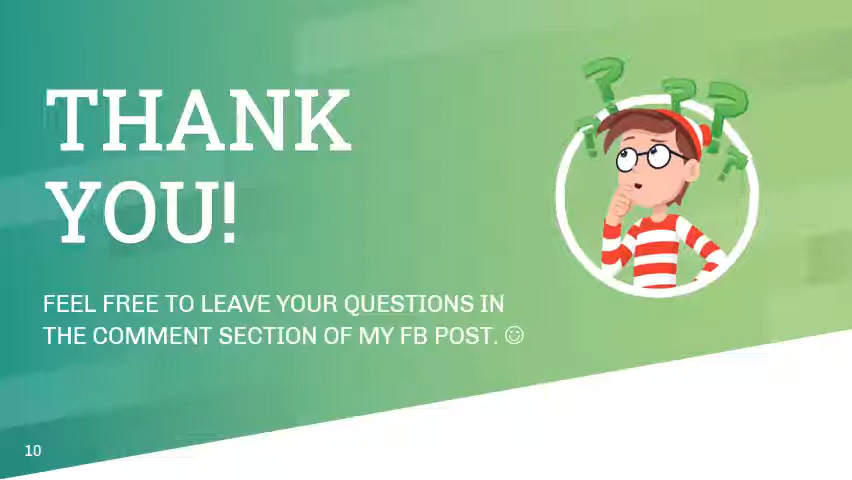 THANK
YOU!
FEEL FREE TO LEAVE YOUR QUESTIONS IN
THE COMMENT SECTION OF MY FB POST. ☺
10